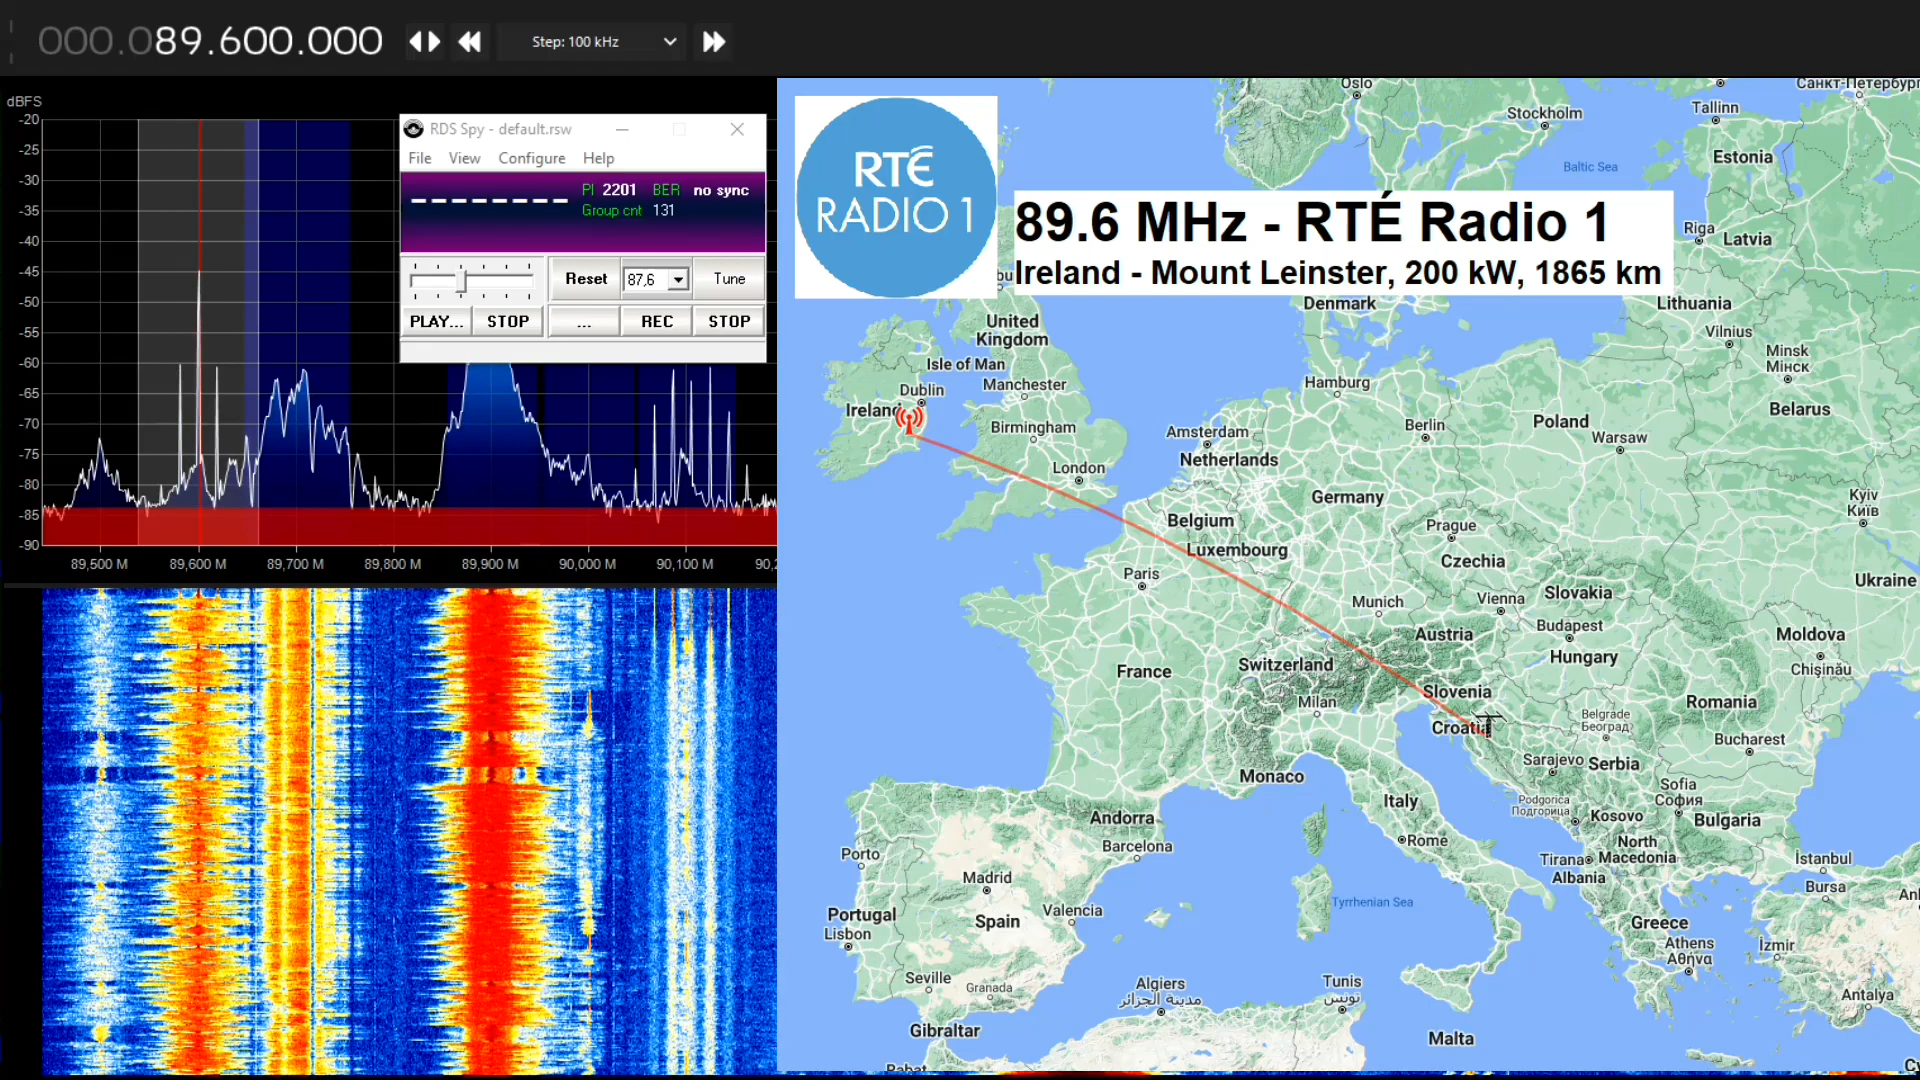 000.089.600.000
Step: 100 kHz
dBFS
-20
-25
-30
-35
-40
-45
-50
-55
-60
-65
-70
-75
-80
-85
-90
89,500 M
89,600 M
89,700 M
89,800 M
89,900 M
90,000 M
90,100 M
90,2
RDS Spy - default.rsw
File View Configure Help
--------
PI 2201 BER no sync
Group cnt 131
Reset
87,6
Tune
PLAY...
STOP
...
REC
STOP
RTÉ
RADIO 1
89.6 MHz - RTÉ Radio 1
Ireland - Mount Leinster, 200 kW, 1865 km
Oslo
Stockholm
Tallinn
Санкт-Петербург
Estonia
Baltic Sea
Riga
Latvia
Denmark
Lithuania
Vilnius
United
Kingdom
Isle of Man
Minsk
Мінск
Dublin
Manchester
Hamburg
Ireland
Belarus
Birmingham
Amsterdam
Berlin
Poland
Warsaw
Netherlands
London
Germany
Kyiv
Київ
Belgium
Prague
Luxembourg
Czechia
Paris
Ukraine
Munich
Vienna
Slovakia
Budapest
Austria
Moldova
Switzerland
Hungary
Chișinău
France
Slovenia
Milan
Romania
Croatia
Belgrade
Београд
Bucharest
Monaco
Sarajevo
Serbia
Sofia
София
Italy
Podgorica
Подгорица
Kosovo
Andorra
Bulgaria
Barcelona
Rome
North
Macedonia
Porto
Tirana
İstanbul
Madrid
Albania
Bursa
Tyrrhenian Sea
Portugal
Valencia
Spain
Greece
Lisbon
Athens
Αθήνα
İzmir
Seville
Granada
Algiers
مدينة الجزائر
Tunis
تونس
Antalya
Gibraltar
Malta
Rabat